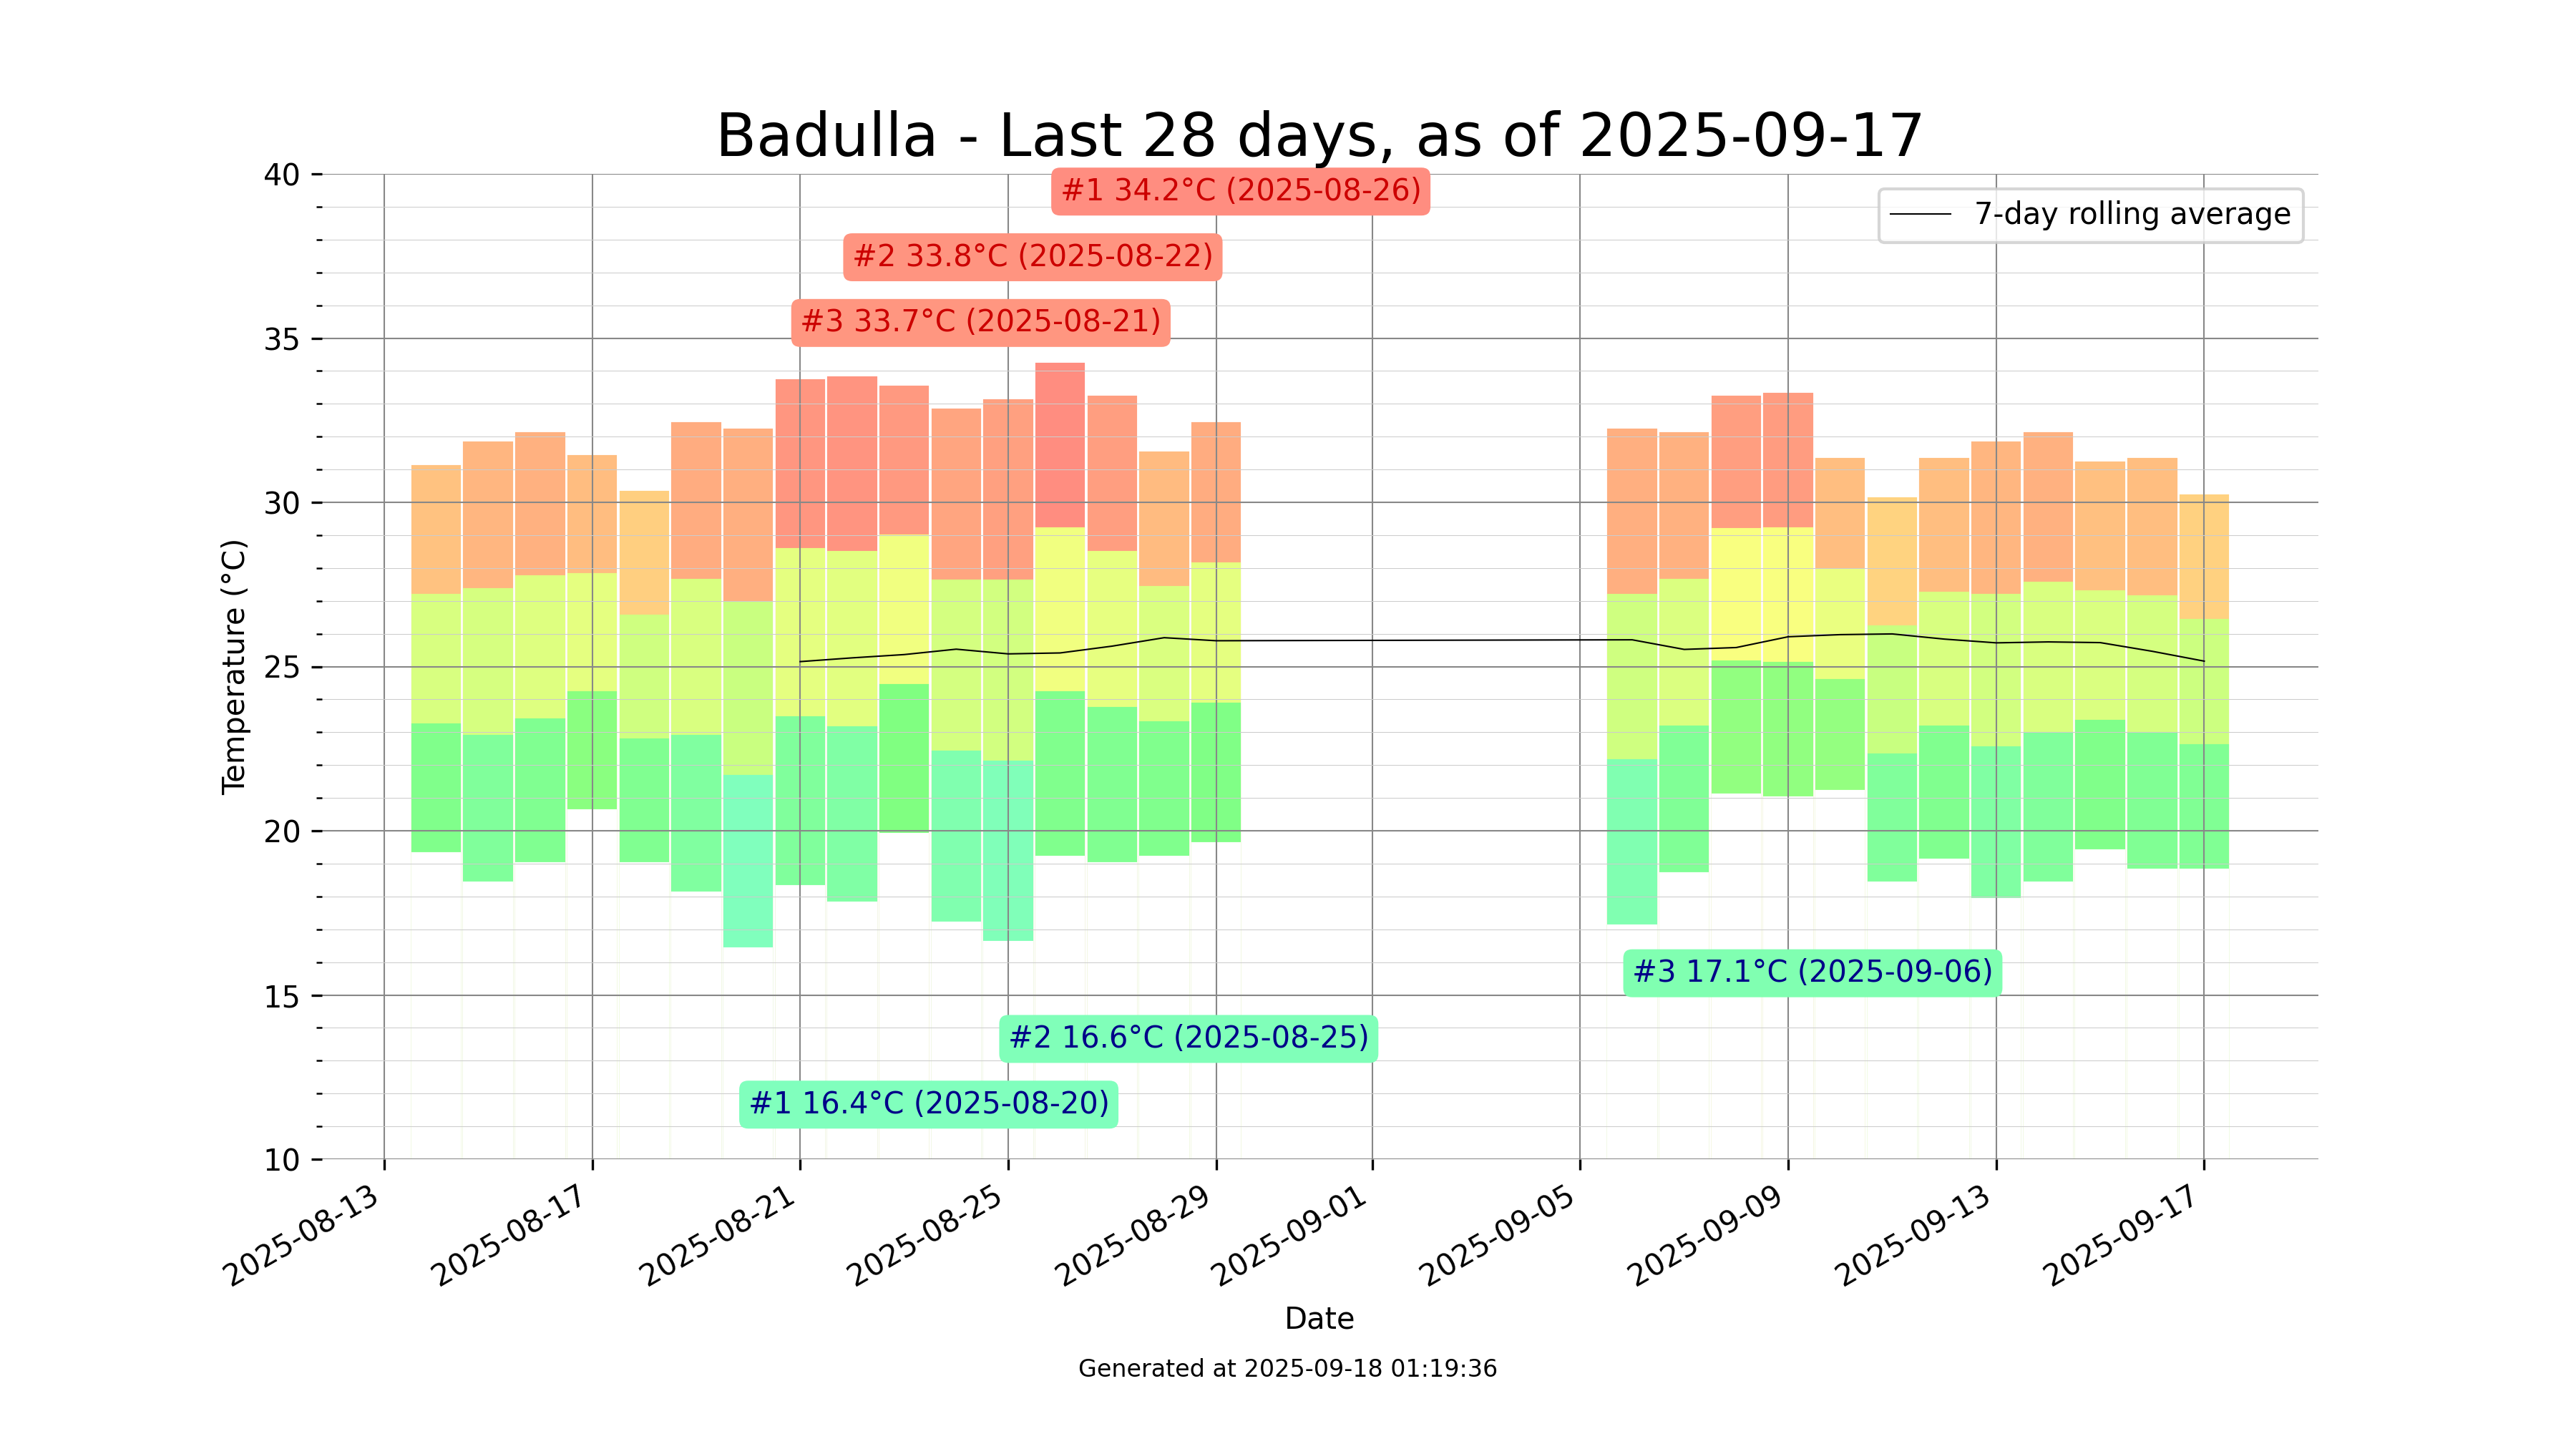 Badulla - Last 28 days, as of 2025-09-17
40
#1 34.2°C (2025-08-26)
7-day rolling average
#2 33.8°C (2025-08-22)
#3 33.7°C (2025-08-21)
35
30
Temperature (°C)
25
20
#3 17.1°C (2025-09-06)
15
#2 16.6°C (2025-08-25)
#1 16.4°C (2025-08-20)
10
2025-08-13
2025-08-17
2025-08-21
2025-08-25
2025-08-29
2025-09-01
2025-09-05
2025-09-09
2025-09-13
2025-09-17
Date
Generated at 2025-09-18 01:19:36